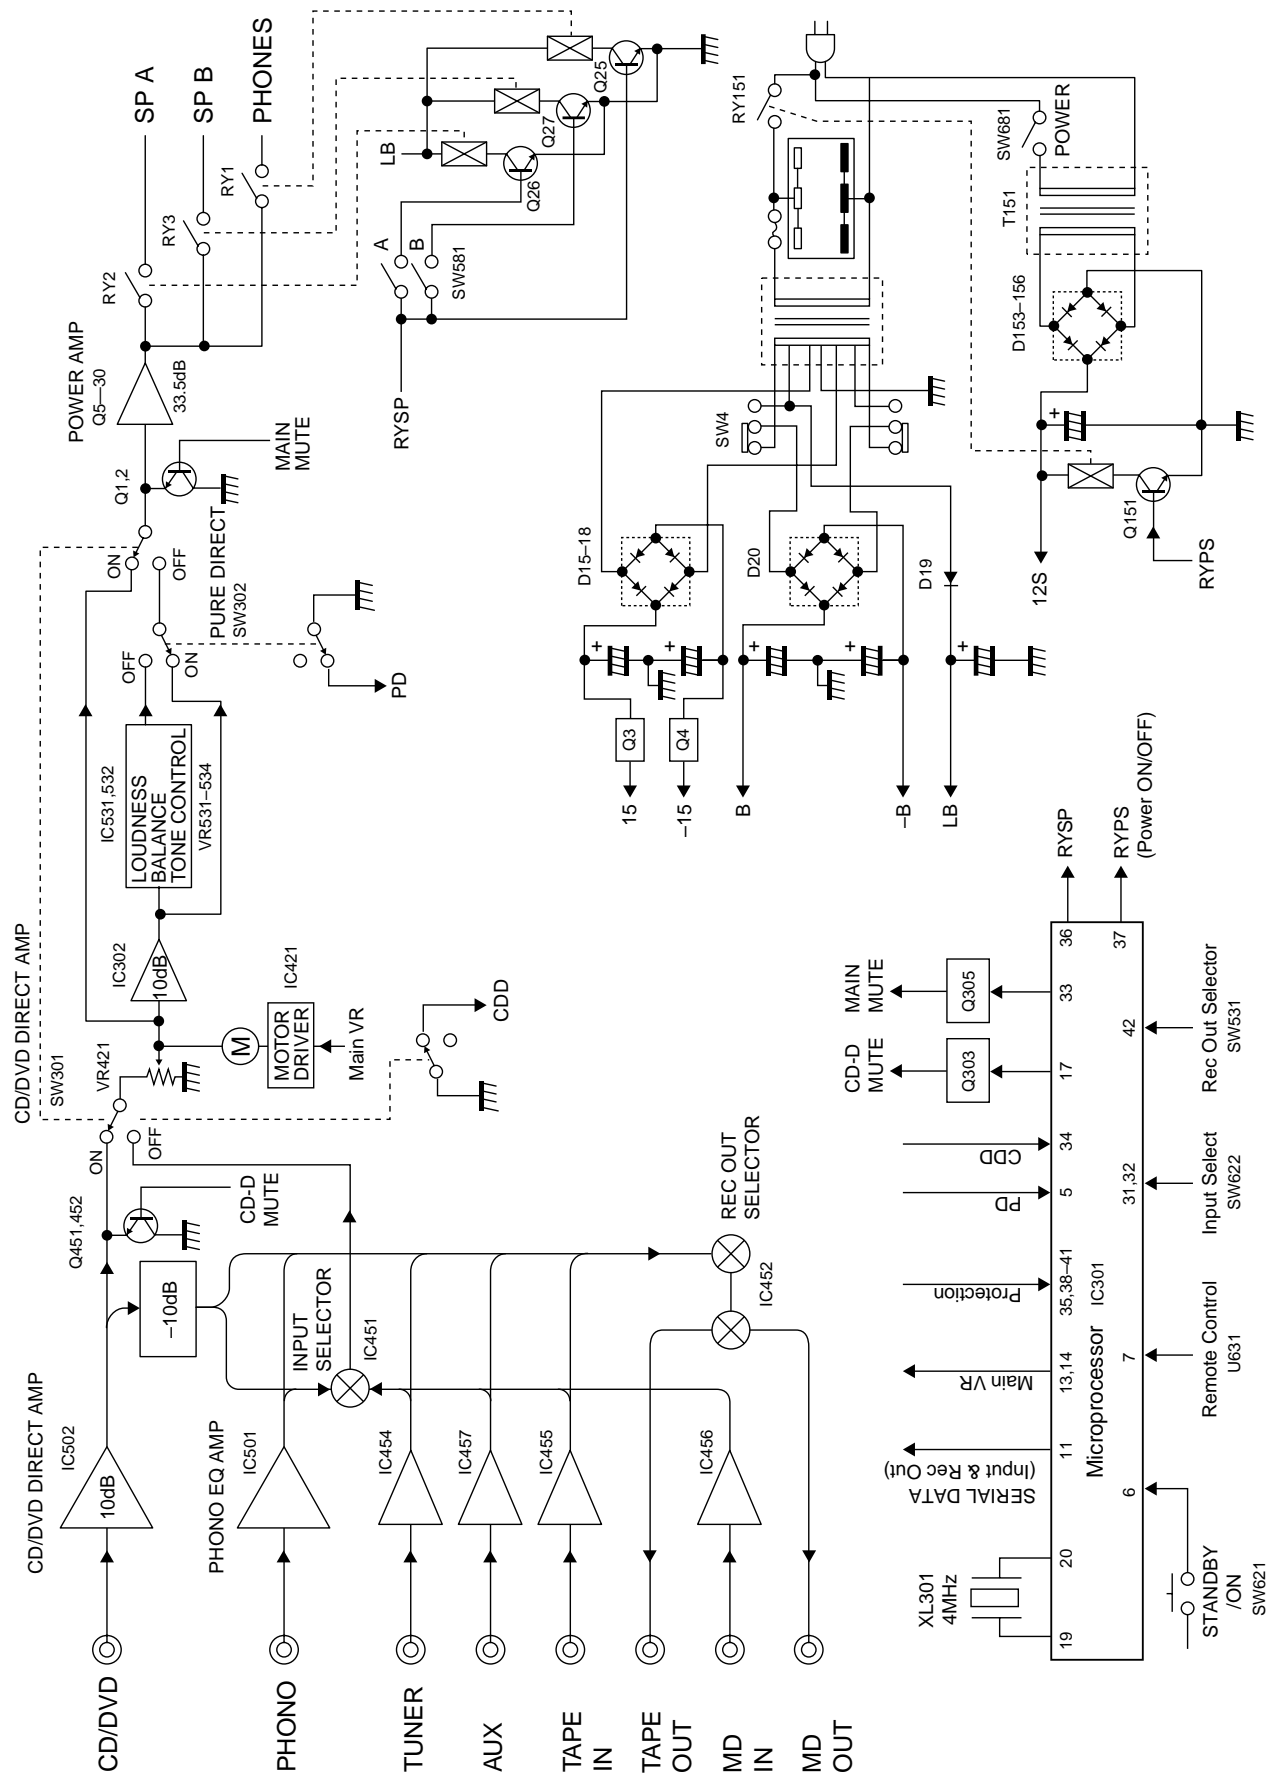 CD/DVD
PHONO
TUNER
AUX
TAPE
IN
TAPE
OUT
MD
IN
MD
OUT
CD/DVD DIRECT AMP
IC502
10dB
PHONO EQ AMP
IC501
IC454
IC457
IC455
IC456
–10dB
Q451,452
CD-D
MUTE
INPUT
SELECTOR
IC451
REC OUT
SELECTOR
IC452
CD/DVD DIRECT AMP
SW301
ON
OFF
VR421
M
IC421
MOTOR
DRIVER
Main VR
CDD
IC302
10dB
IC531,532
LOUDNESS
BALANCE
TONE CONTROL
VR531–534
OFF
ON
PURE DIRECT
SW302
PD
ON
OFF
Q1,2
MAIN
MUTE
POWER AMP
Q5—30
33.5dB
RY2
RY3
RY1
SP A
SP B
PHONES
RYSP
A
B
SW581
LB
Q26
Q27
Q25
RY151
SW681
POWER
T151
D153–156
SW4
D15–18
D20
D19
12S
Q151
RYPS
+
+
+
+
+
+
Q3
Q4
15
–15
B
–B
LB
XL301
4MHz
19
20
11
13,14
35,38–41
5
34
17
33
36
37
SERIAL DATA
(Input & Rec Out)
Main VR
Protection
PD
CDD
Q303
Q305
CD-D
MUTE
MAIN
MUTE
RYSP
RYPS
(Power ON/OFF)
Microprocessor IC301
6
7
31,32
42
STANDBY
/ON
SW621
Remote Control
U631
Input Select
SW622
Rec Out Selector
SW531